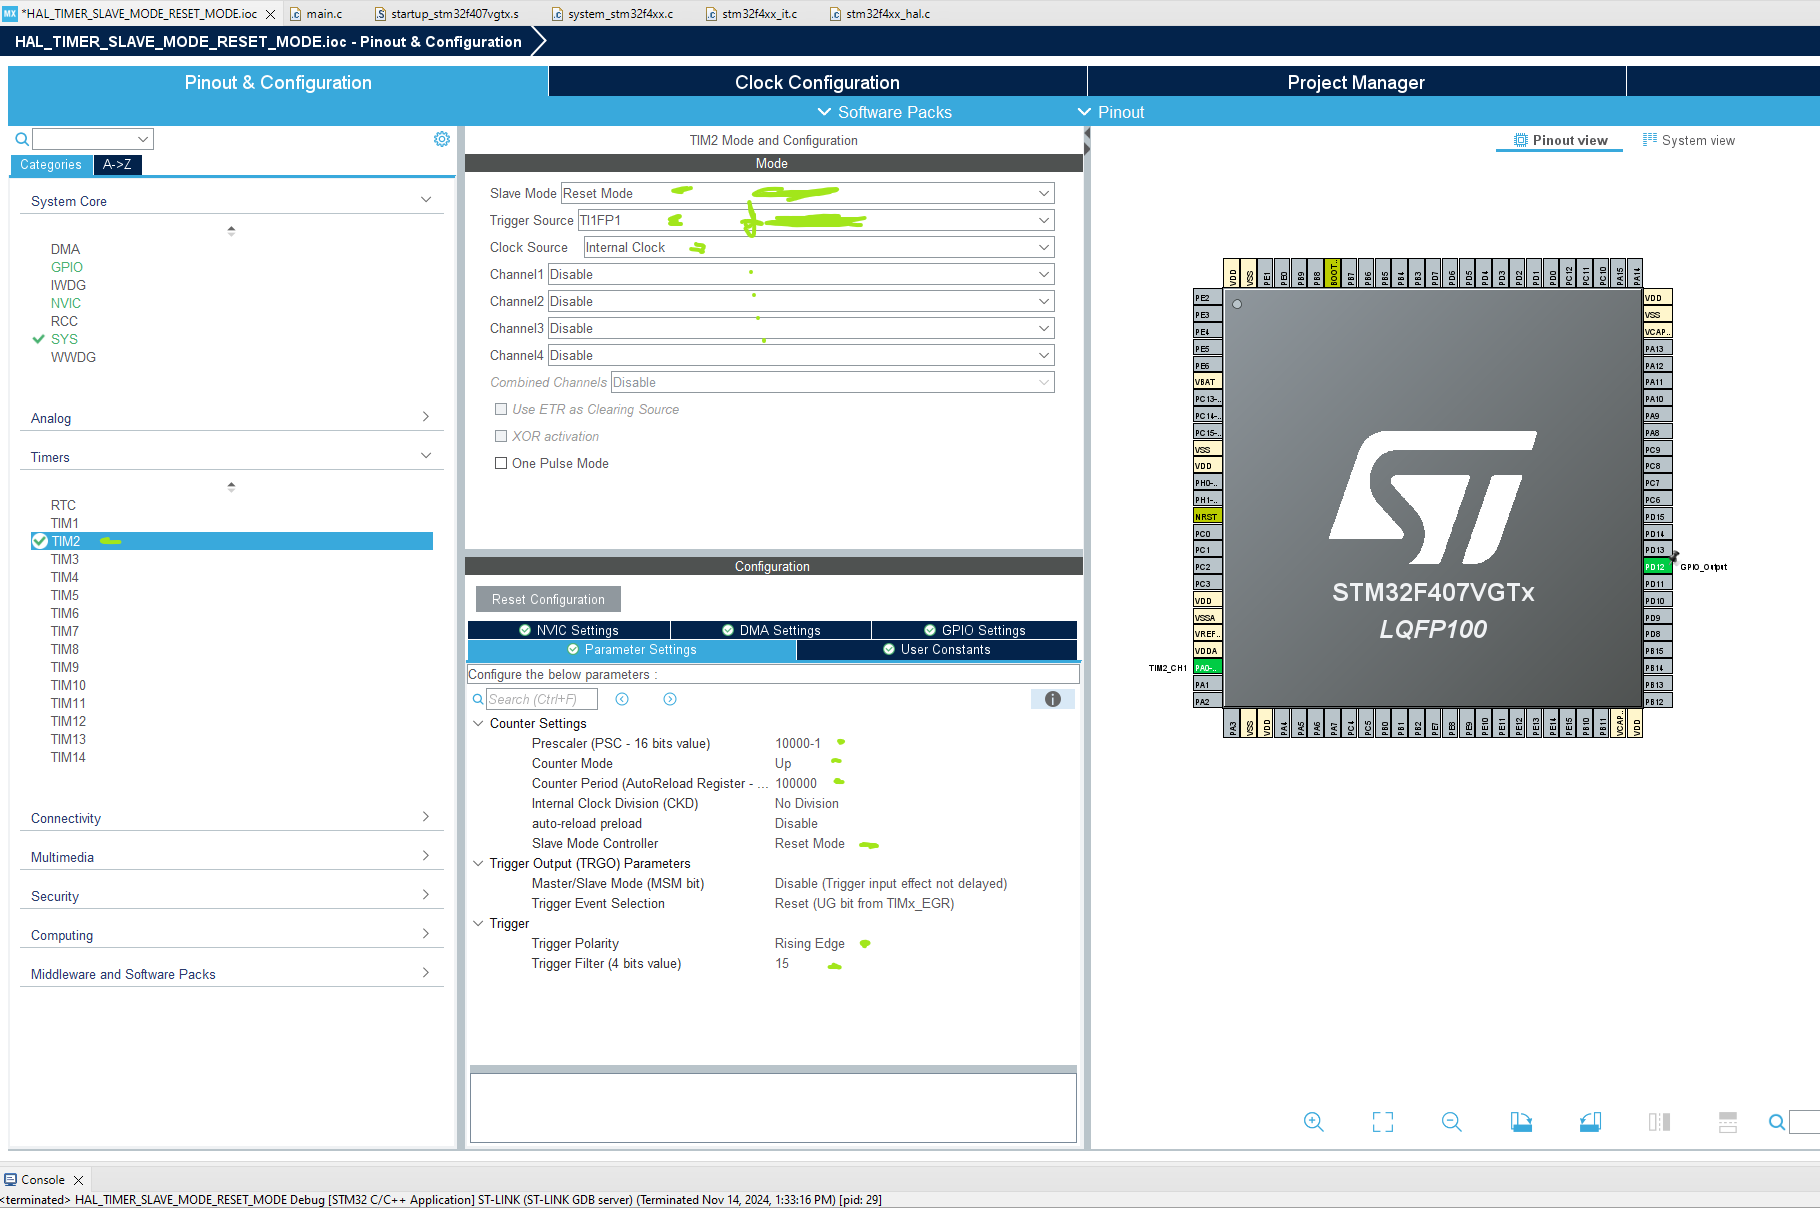 MX *HAL_TIMER_SLAVE_MODE_RESET_MODE.ioc
main.c
startup_stm32f407vgtx.s
system_stm32f4xx.c
stm32f4xx_it.c
stm32f4xx_hal.c
HAL_TIMER_SLAVE_MODE_RESET_MODE.ioc - Pinout & Configuration
Pinout & Configuration
Clock Configuration
Project Manager
Software Packs
Pinout
Categories
A->Z
System Core
DMA
GPIO
IWDG
NVIC
RCC
SYS
WWDG
Analog
Timers
RTC
TIM1
TIM2
TIM3
TIM4
TIM5
TIM6
TIM7
TIM8
TIM9
TIM10
TIM11
TIM12
TIM13
TIM14
Connectivity
Multimedia
Security
Computing
Middleware and Software Packs
TIM2 Mode and Configuration
Mode
Slave Mode Reset Mode
Trigger Source TI1FP1
Clock Source Internal Clock
Channel1 Disable
Channel2 Disable
Channel3 Disable
Channel4 Disable
Combined Channels Disable
Use ETR as Clearing Source
XOR activation
One Pulse Mode
Configuration
Reset Configuration
NVIC Settings
DMA Settings
GPIO Settings
Parameter Settings
User Constants
Configure the below parameters :
Search (Ctrl+F)
Counter Settings
Prescaler (PSC - 16 bits value) 10000-1
Counter Mode Up
Counter Period (AutoReload Register - ... 100000
Internal Clock Division (CKD) No Division
auto-reload preload Disable
Slave Mode Controller Reset Mode
Trigger Output (TRGO) Parameters
Master/Slave Mode (MSM bit) Disable (Trigger input effect not delayed)
Trigger Event Selection Reset (UG bit from TIMx_EGR)
Trigger
Trigger Polarity Rising Edge
Trigger Filter (4 bits value) 15
Pinout view
System view
VDD VSS PE1 PE0 PB9 PB8 BOOT.. PB7 PB6 PB5 PB4 PB3 PD7 PD6 PD5 PD4 PD3 PD2 PD1 PD0 PC12 PC11 PC10 PA15 PA14
PE2
PE3
PE4
PE5
PE6
VBAT
PC13-..
PC14-..
PC15-..
VSS
VDD
PH0-..
PH1-..
NRST
PC0
PC1
PC2
PC3
VDD
VSSA
VREF..
VDDA
TIM2_CH1 PA0-..
PA1
PA2
ST
STM32F407VGTx
LQFP100
VDD
VSS
VCAP..
PA13
PA12
PA11
PA10
PA9
PA8
PC9
PC8
PC7
PC6
PD15
PD14
PD13
PD12 GPIO_Output
PD11
PD10
PD9
PD8
PB15
PB14
PB13
PB12
PA3 VSS VDD PA4 PA5 PA6 PA7 PC4 PC5 PB0 PB1 PB2 PE7 PE8 PE9 PE10 PE11 PE12 PE13 PE14 PE15 PB10 PB11 VCAP.. VDD
Console
<terminated> HAL_TIMER_SLAVE_MODE_RESET_MODE Debug [STM32 C/C++ Application] ST-LINK (ST-LINK GDB server) (Terminated Nov 14, 2024, 1:33:16 PM) [pid: 29]